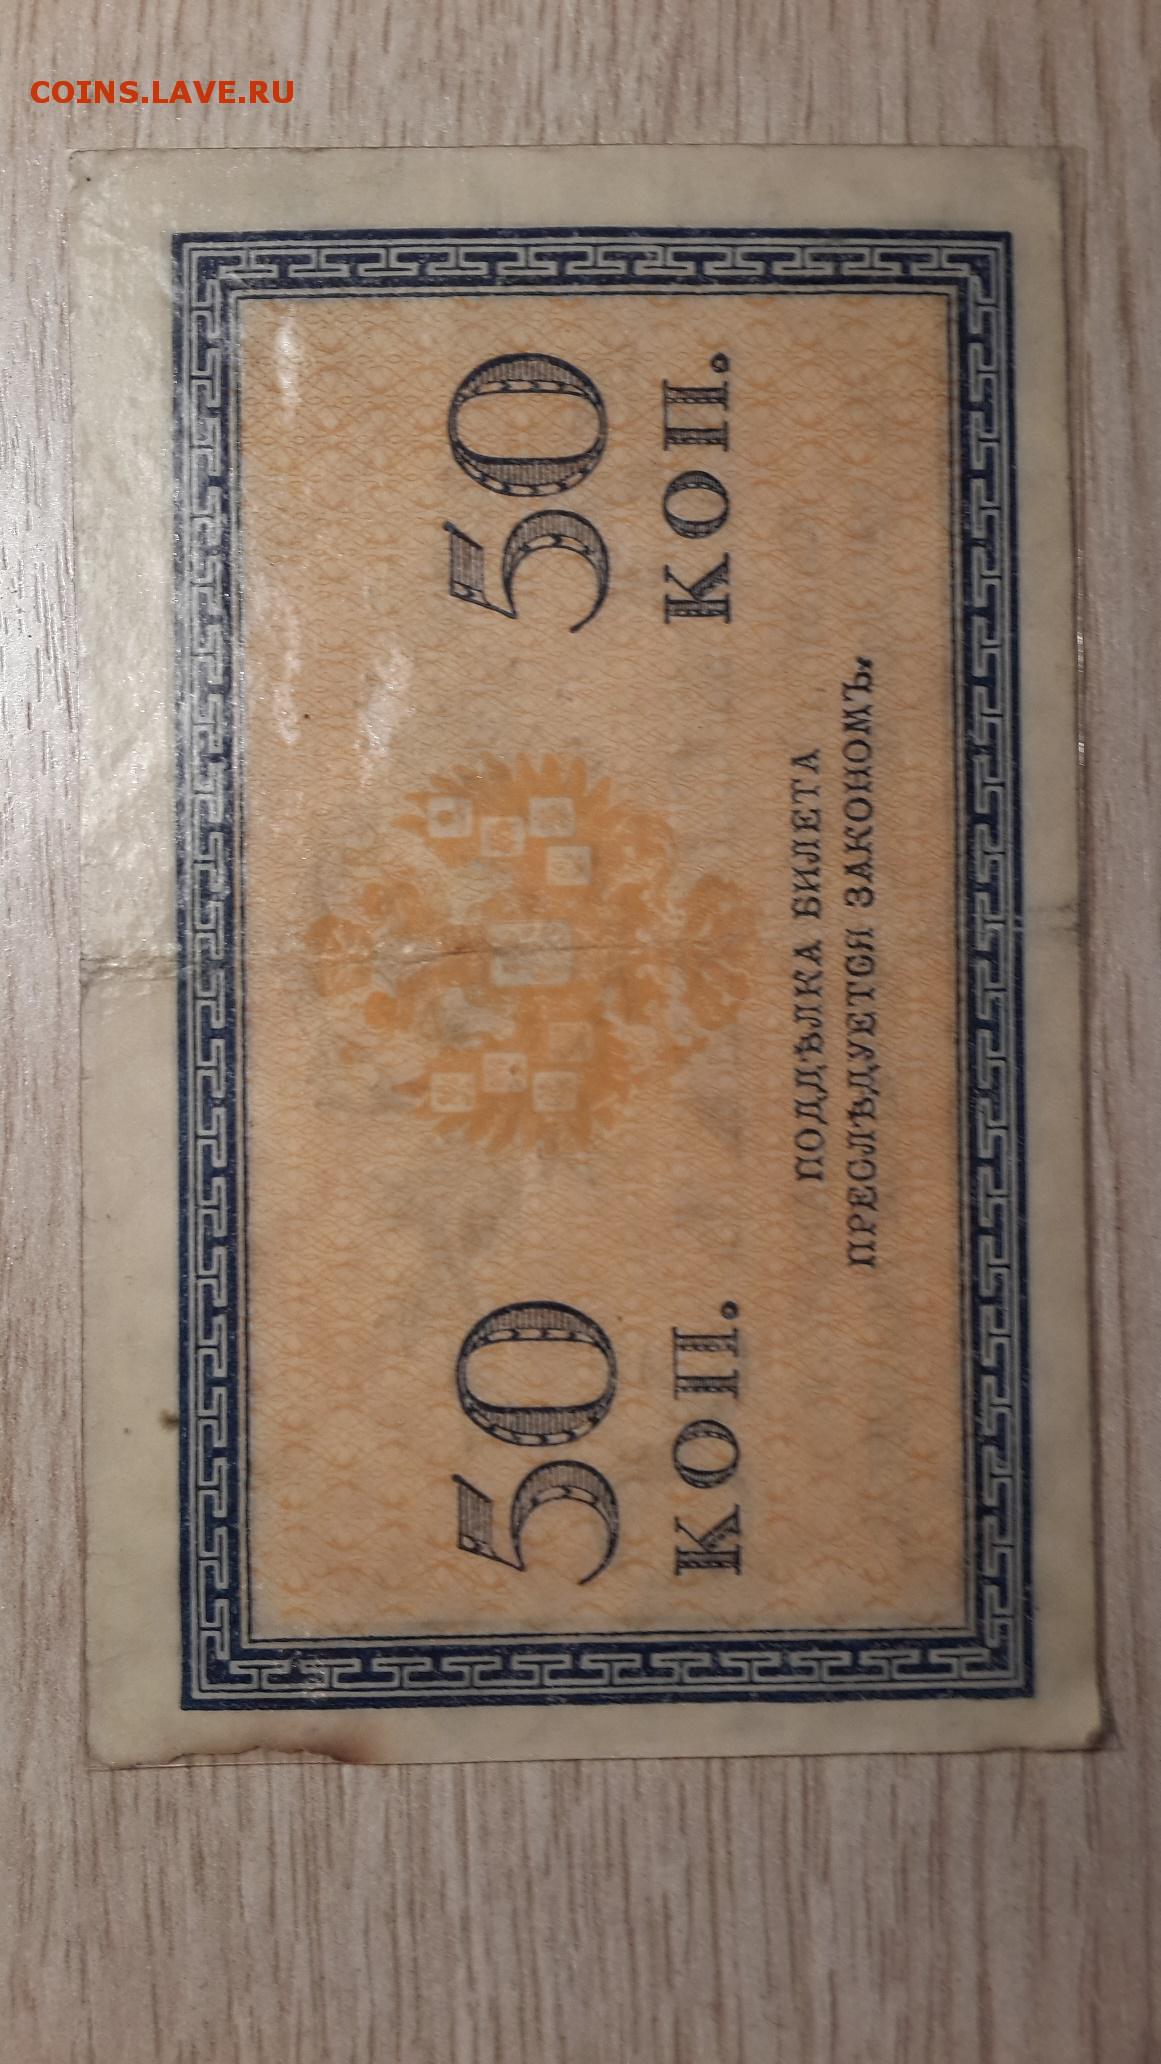 COINS.LAVE.RU
50 50
КОП. КОП.
ПОДДѢЛКА БИЛЕТА
ПРЕСЛѢДУЕТСЯ ЗАКОНОМЪ.